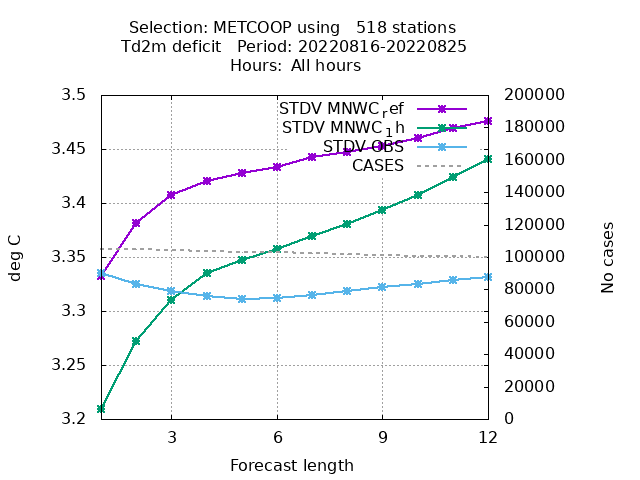 Selection: METCOOP using   518 stations
Td2m deficit   Period: 20220816-20220825
Hours:  All hours
STDV MNWC_ref
STDV MNWC_1h
STDV OBS
CASES
3.5
3.45
3.4
3.35
3.3
3.25
3.2
200000
180000
160000
140000
120000
100000
80000
60000
40000
20000
0
3 6 9 12
deg C
No cases
Forecast length